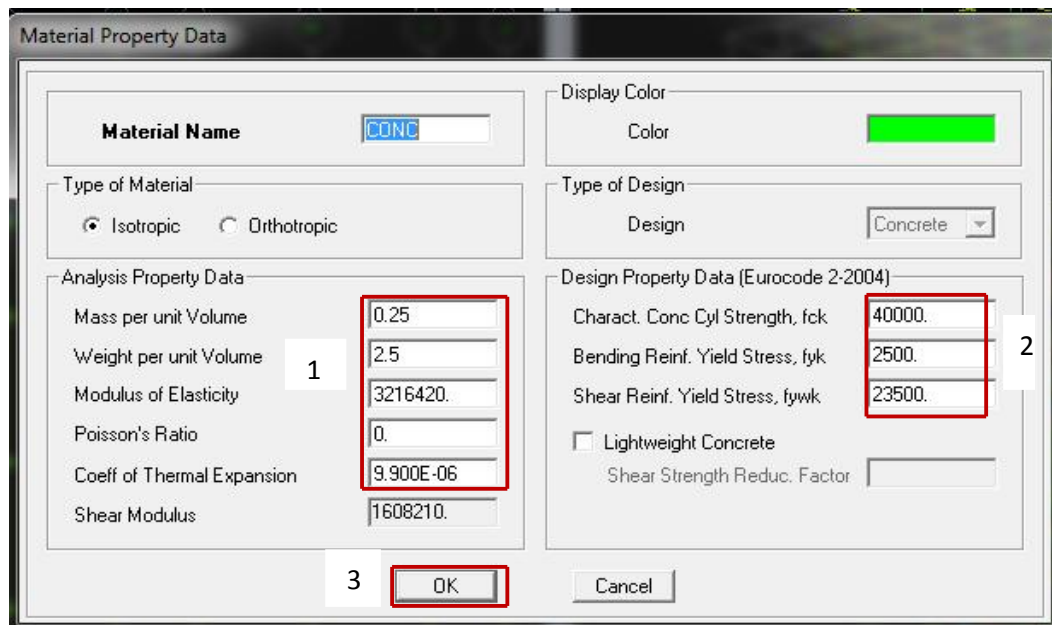 Material Property Data
Material Name
CONC
Display Color
Color
Type of Material
Isotropic
Orthotropic
Type of Design
Design
Concrete
Analysis Property Data
Mass per unit Volume
0.25
Weight per unit Volume
2.5
Modulus of Elasticity
3216420.
Poisson's Ratio
0.
Coeff of Thermal Expansion
9.900E-06
Shear Modulus
1608210.
1
Design Property Data (Eurocode 2-2004)
Charact. Conc Cyl Strength, fck
40000.
Bending Reinf. Yield Stress, fyk
2500.
Shear Reinf. Yield Stress, fywk
23500.
2
Lightweight Concrete
Shear Strength Reduc. Factor
3
OK
Cancel